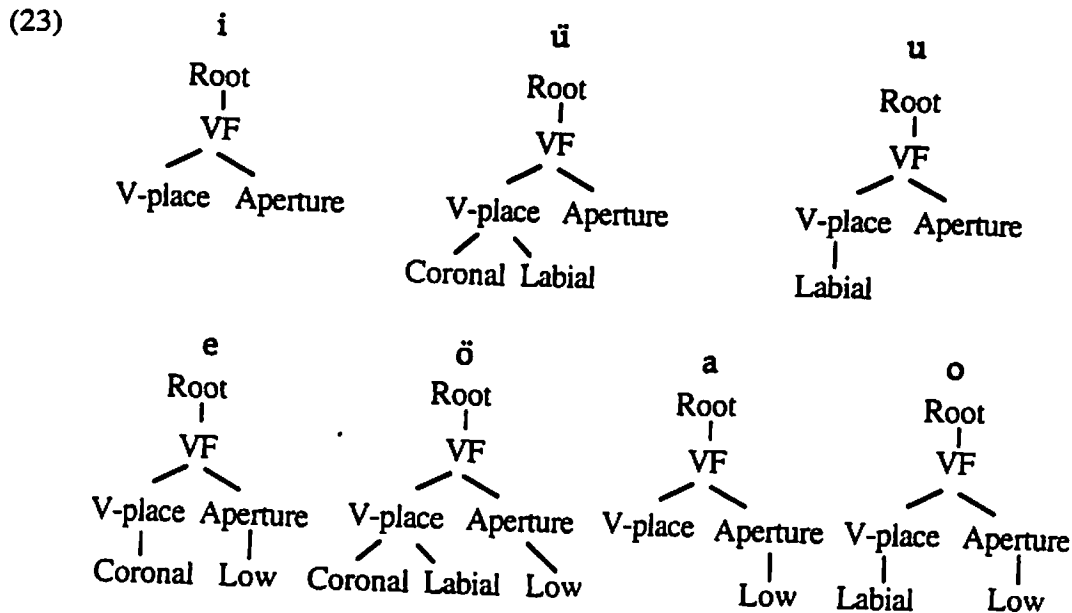 (23) i ü u
Root Root Root
VF VF VF
V-place Aperture V-place Aperture V-place Aperture
Coronal Labial Labial
e ö a o
Root Root Root Root
VF VF VF VF
V-place Aperture V-place Aperture V-place Aperture V-place Aperture
Coronal Low Coronal Labial Low Low Labial Low